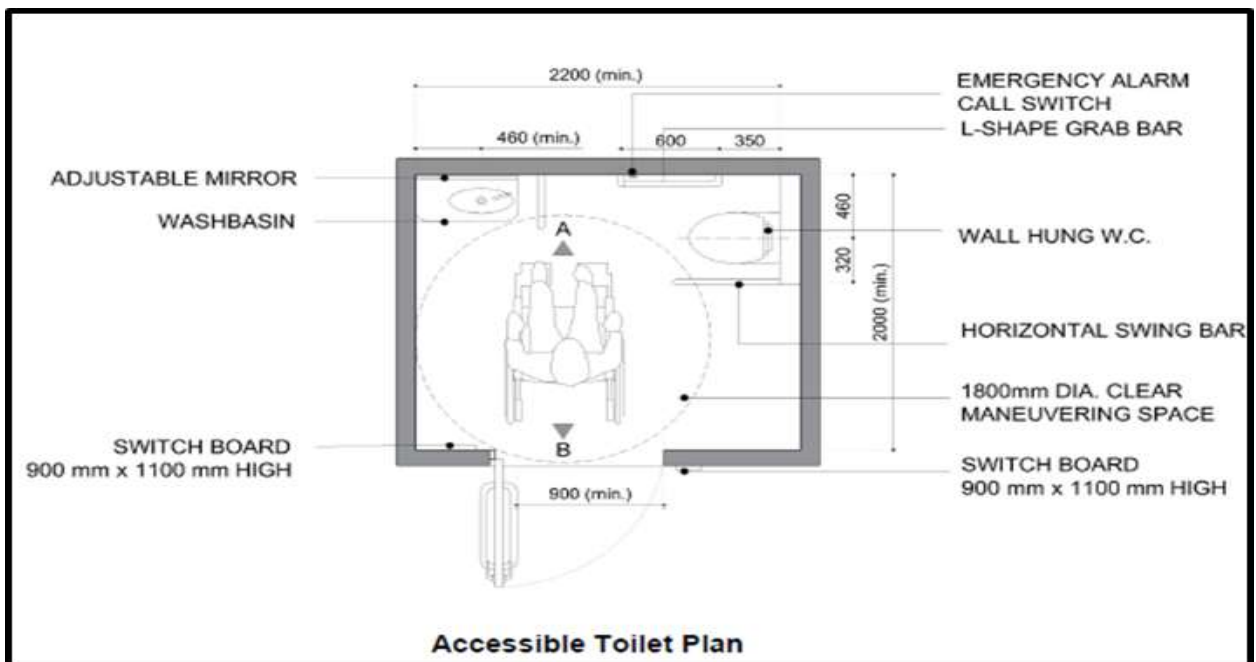 2200 (min.)
EMERGENCY ALARM
CALL SWITCH
L-SHAPE GRAB BAR
460 (min.)
600
350
ADJUSTABLE MIRROR
WASHBASIN
A
460
320
WALL HUNG W.C.
2000 (min.)
HORIZONTAL SWING BAR
1800mm DIA. CLEAR
MANEUVERING SPACE
B
SWITCH BOARD
900 mm x 1100 mm HIGH
SWITCH BOARD
900 mm x 1100 mm HIGH
900 (min.)
Accessible Toilet Plan